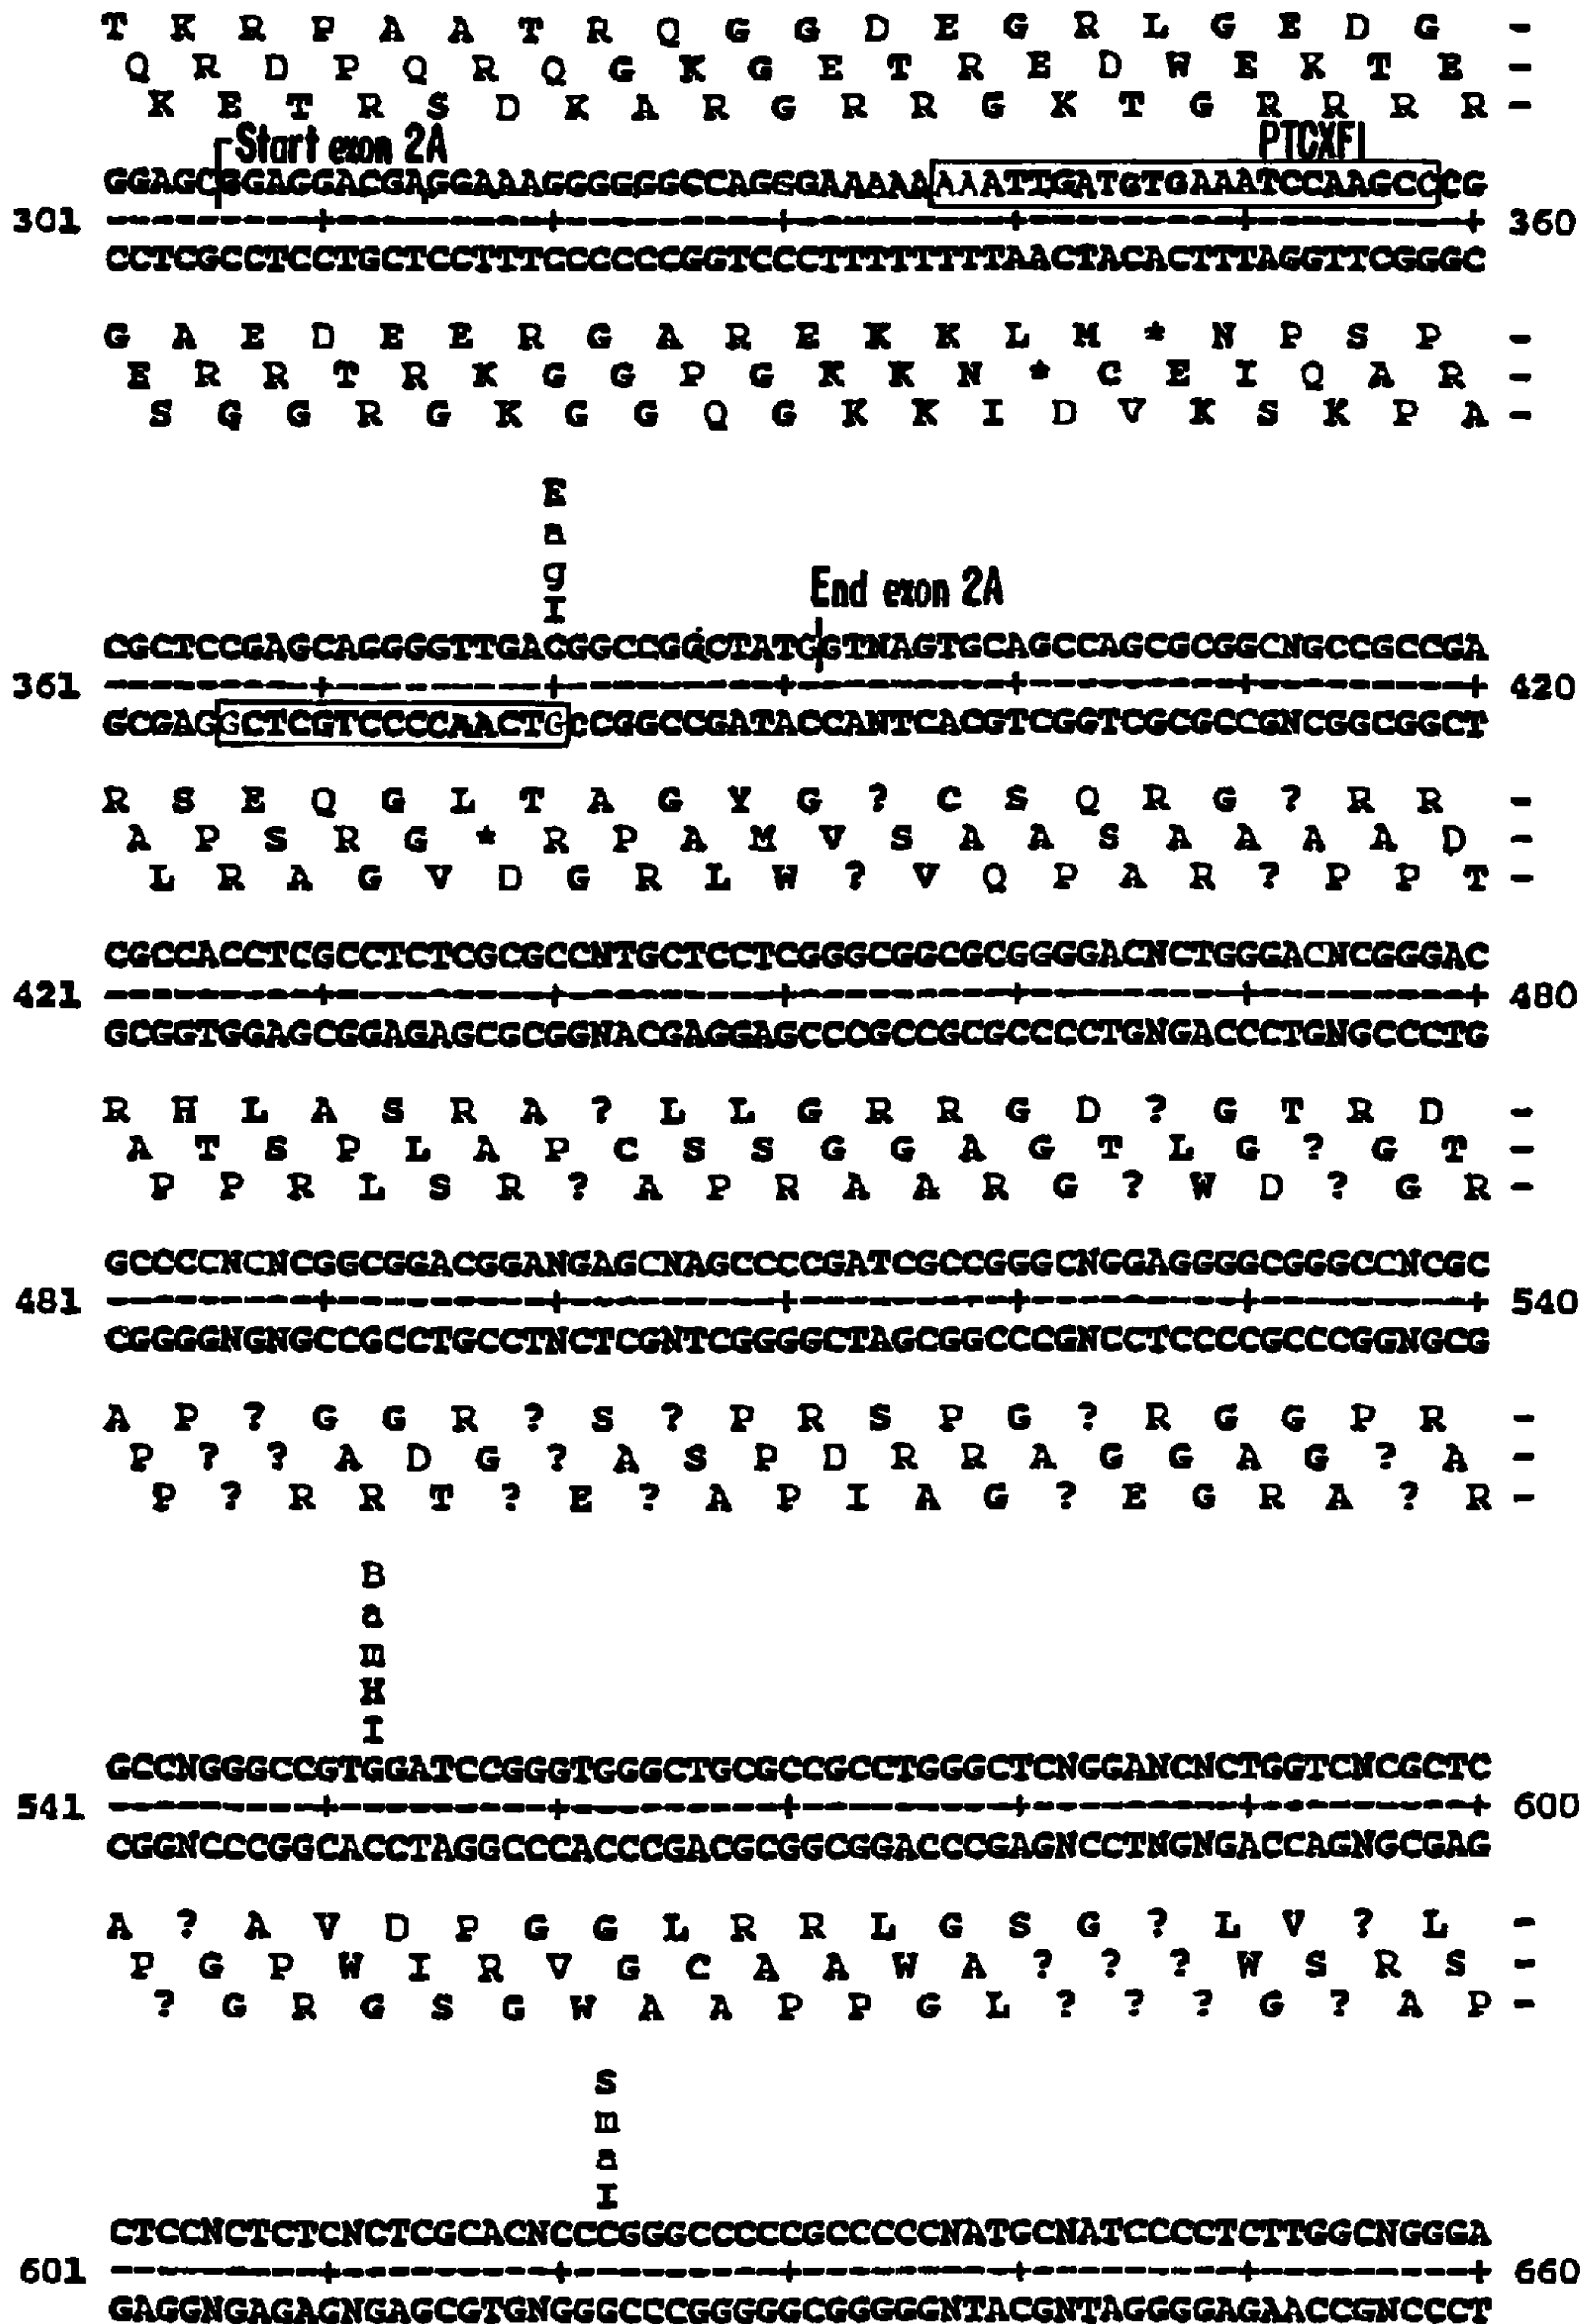 T K R P A A T R Q G G D E G R L G E D G -
Q R D P Q R Q G K G E T R E D W E K T E -
K E T R S D K A R G R R G K T G R R R R -
Start exon 2A PTCXF1
GGAGCGGAGGACGAGGAAAGGGGGGCCAGGGAAAAAAAATTGATGTGAAATCCAAGCCCG
301 ---------+---------+---------+---------+---------+---------+ 360
CCTCGCCTCCTGCTCCTTTCCCCCCGGTCCCTTTTTTTTAACTACACTTTAGGTTCGGGC
G A E D E E R G A R E K K L M * N P S P -
E R R T R K G G P G K K N * C E I Q A R -
S G G R G K G G Q G K K I D V K S K P A -
E
a
g
I
End exon 2A
CGCTCCGAGCAGGGGTTGACGGCCGGCTATGGTNAGTGCAGCCAGCGCGGCNGCCGCCGA
361 ---------+---------+---------+---------+---------+---------+ 420
GCGAGGCTCGTCCCCAACTGCCGGCCGATACCANTCACGTCGGTCGCGCCGNCGGCGGCT
R S E Q G L T A G Y G ? C S Q R G ? R R -
A P S R G * R P A M V S A A S A A A A D -
L R A G V D G R L W ? V Q P A R ? P P T -
CGCCACCTCGCCTCTCGCGCCNTGCTCCTCGGGCGGCGCGGGGACNCTGGGACNCGGGAC
421 ---------+---------+---------+---------+---------+---------+ 480
GCGGTGGAGCGGAGAGCGCGGNACGAGGAGCCCGCCGCGCCCCTGNGACCCTGNGCCCTG
R H L A S R A ? L L G R R G D ? G T R D -
A T S P L A P C S S G G A G T L G ? G T -
P P R L S R ? A P R A A R G ? W D ? G R -
GCCCCNCNCGGCGGACGGANGAGCNAGCCCCGATCGCCGGGCNGGAGGGGCGGGCCNCGC
481 ---------+---------+---------+---------+---------+---------+ 540
CGGGGNGNGCCGCCTGCCTNCTCGNTCGGGGCTAGCGGCCCGNCCTCCCCGCCCGGNGCG
A P ? G G R ? S ? P R S P G ? R G G P R -
P ? ? A D G ? A S P D R R A G G A G ? A -
P ? R R T ? E ? A P I A G ? E G R A ? R -
B
a
m
H
I
GCCNGGGCCGTGGATCCGGGTGGGCTGCGCCGCCTGGGCTCNGGANCNCTGGTCNCGCTC
541 ---------+---------+---------+---------+---------+---------+ 600
CGGNCCCGGCACCTAGGCCCACCCGACGCGGCGGACCCGAGNCCTNGNGACCAGNGCGAG
A ? A V D P G G L R R L G S G ? L V ? L -
P G P W I R V G C A A W A ? ? ? W S R S -
? G R G S G W A A P P G L ? ? ? G ? A P -
S
m
a
I
CTCCNCTCTCNCTCGCACNCCCGGGCCCCCGCCCCCNATGCNATCCCCTCTTGGCNGGGA
601 ---------+---------+---------+---------+---------+---------+ 660
GAGGNGAGAGNGAGCGTGNGGGCCCGGGGGCGGGGGNTACGNTAGGGGAGAACCGNCCCT